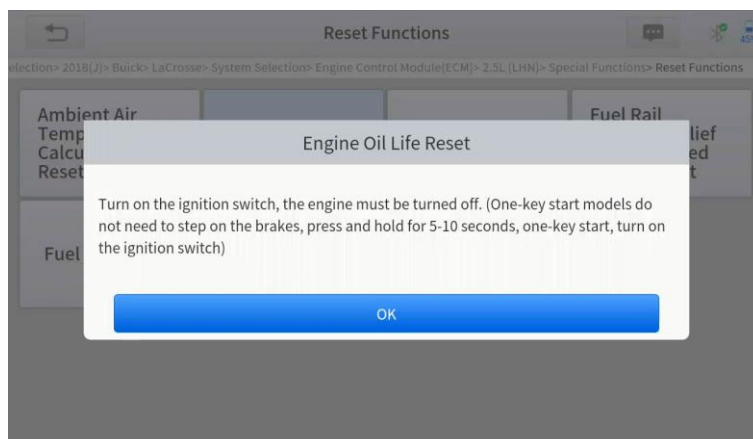 Reset Functions
2018(J)> Buick> LaCrosse> System Selection> Engine Control Module(ECM)> 2.5L (LHN)> Special Functions> Reset Functions
Ambient Air
Fuel Rail
Engine Oil Life Reset
Reset
Turn on the ignition switch, the engine must be turned off. (One-key start models do
not need to step on the brakes, press and hold for 5-10 seconds, one-key start, turn on
the ignition switch)
Fuel
OK